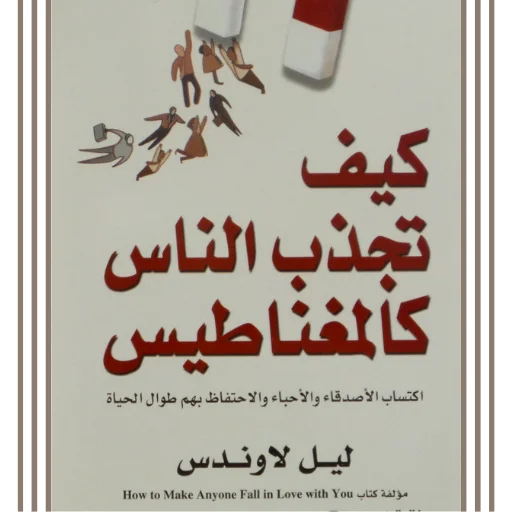 كيف
تجذب الناس
كالمغناطيس
اكتساب الأصدقاء والأحباء والاحتفاظ بهم طوال الحياة
ليل لاوندس
مؤلفة كتاب How to Make Anyone Fall in Love with You